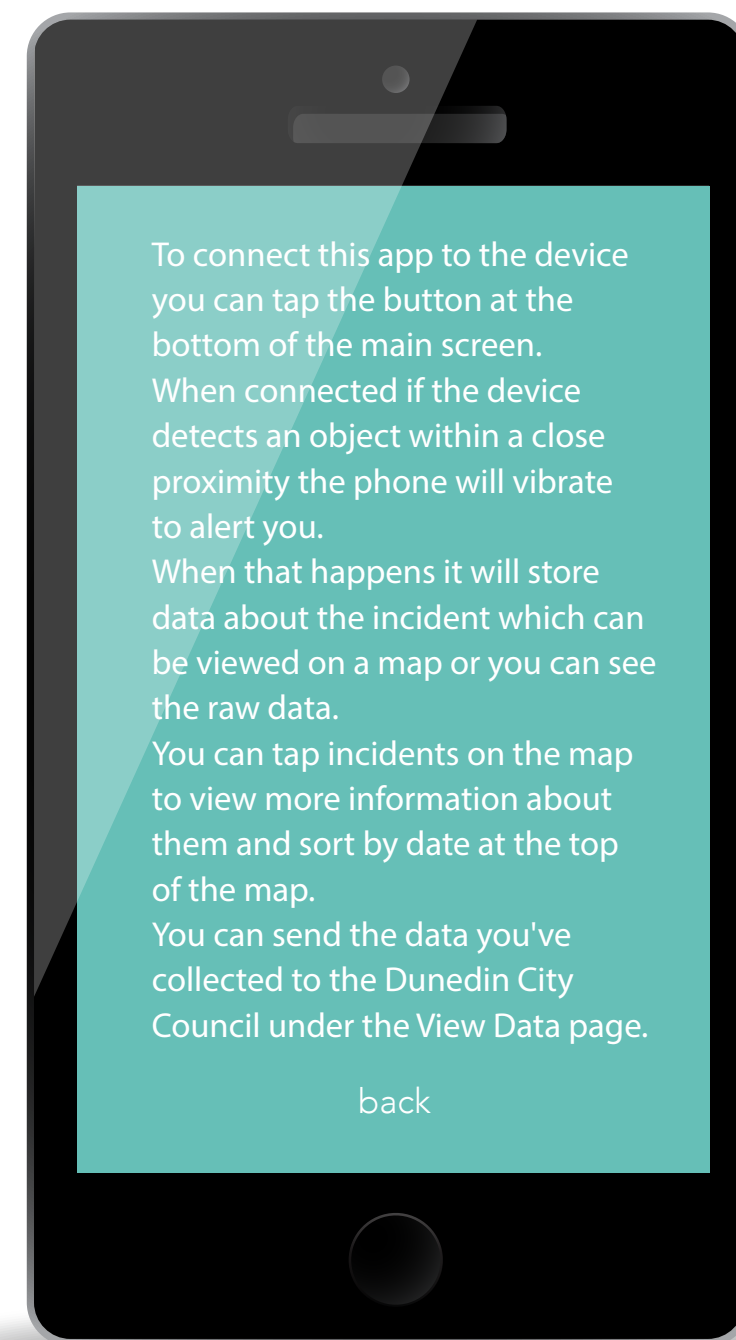 To connect this app to the device
you can tap the button at the
bottom of the main screen.
When connected if the device
detects an object within a close
proximity the phone will vibrate
to alert you.
When that happens it will store
data about the incident which can
be viewed on a map or you can see
the raw data.
You can tap incidents on the map
to view more information about
them and sort by date at the top
of the map.
You can send the data you've
collected to the Dunedin City
Council under the View Data page.
back